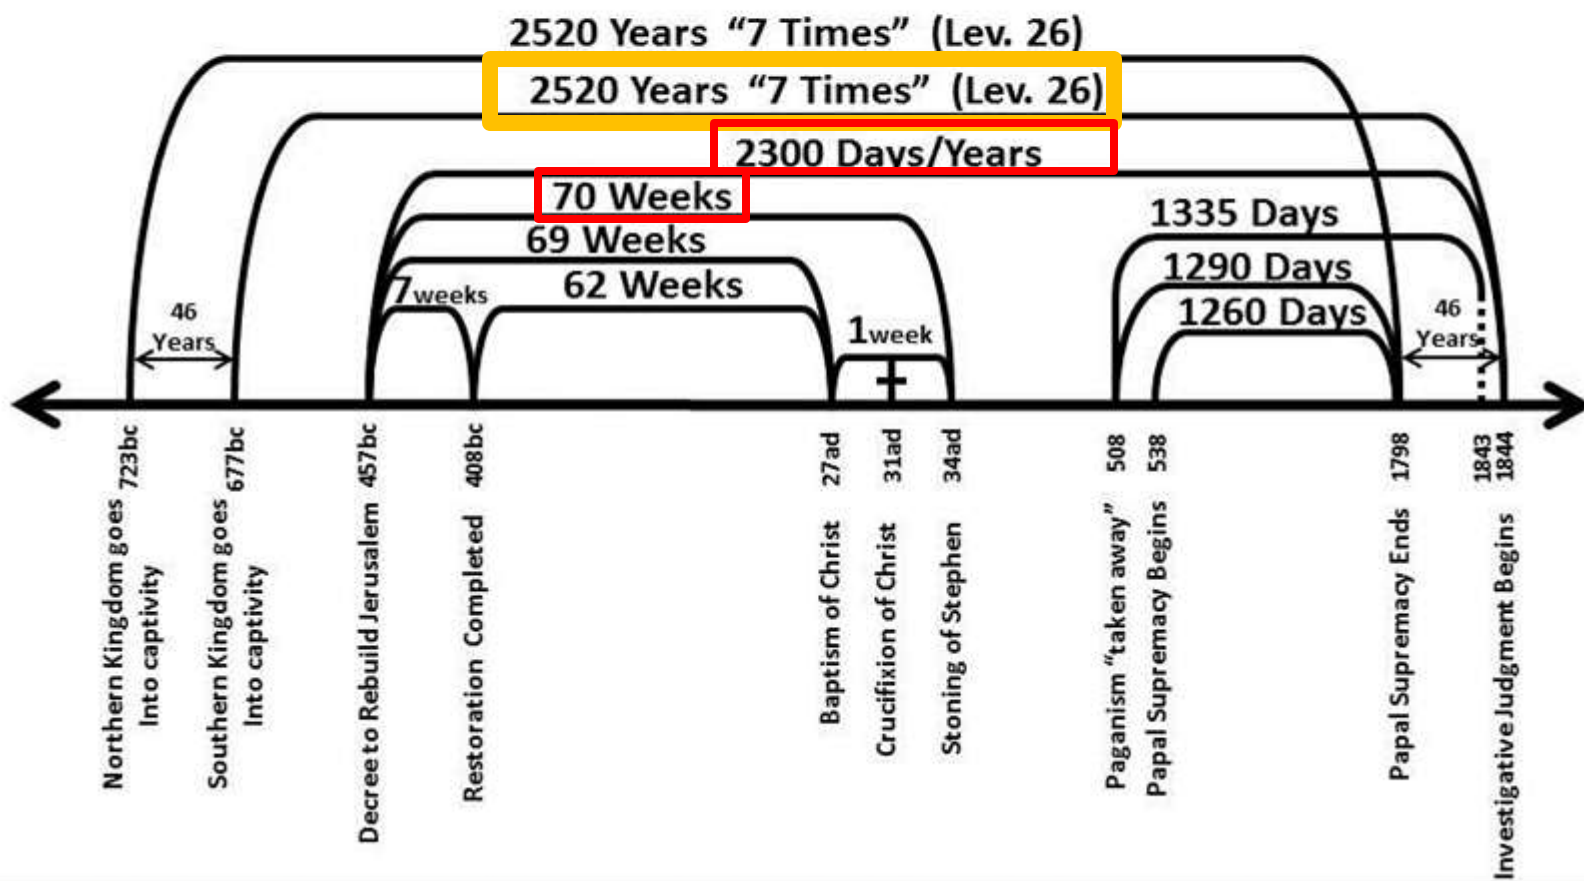 2520 Years “7 Times” (Lev. 26)
2520 Years “7 Times” (Lev. 26)
2300 Days/Years
70 Weeks
69 Weeks
7 weeks
62 Weeks
1 week
1335 Days
1290 Days
1260 Days
46
Years
46
Years
723bc
Northern Kingdom goes
Into captivity
677bc
Southern Kingdom goes
Into captivity
Decree to Rebuild Jerusalem 457bc
Restoration Completed 408bc
Baptism of Christ 27ad
Crucifixion of Christ 31ad
Stoning of Stephen 34ad
Paganism “taken away” 508
Papal Supremacy Begins 538
Papal Supremacy Ends 1798
1843
Investigative Judgment Begins 1844